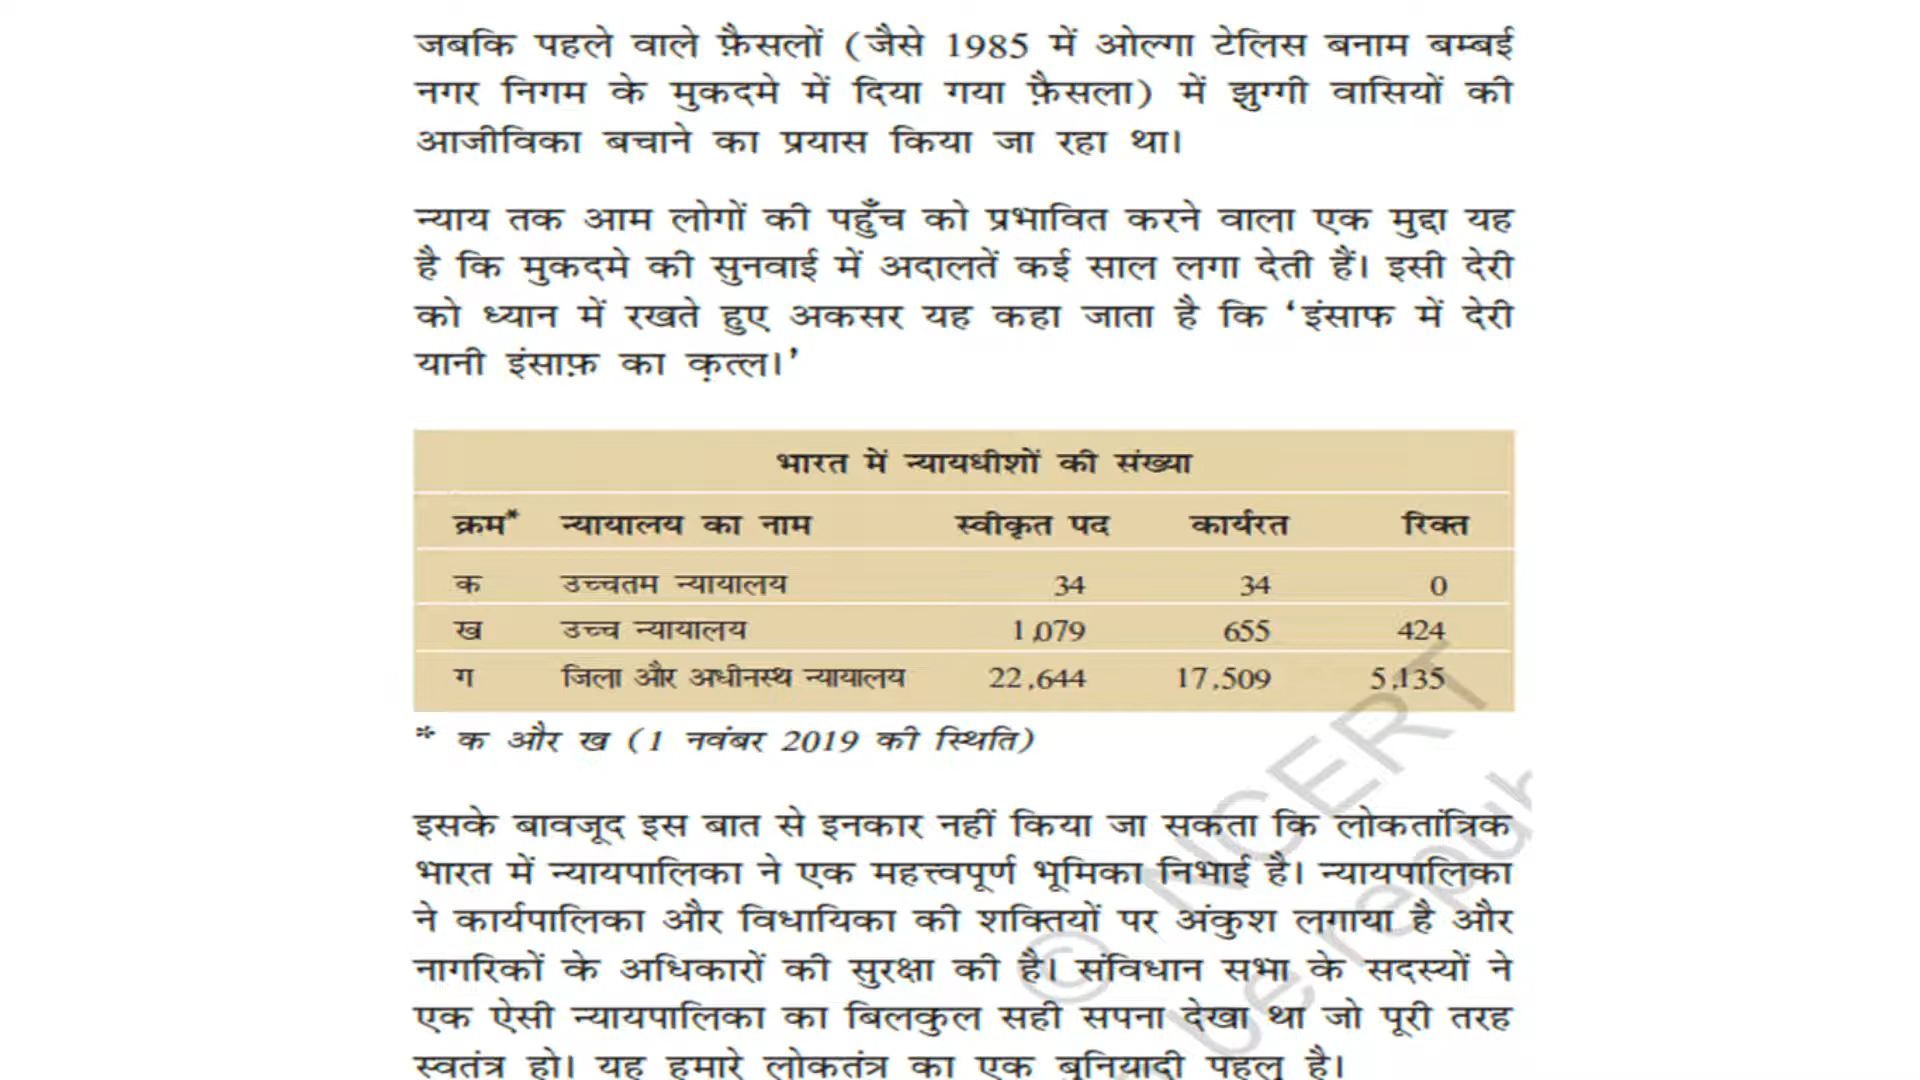 जबकि पहले वाले फ़ैसलों (जैसे 1985 में ओल्गा टेलिस बनाम बम्बई
नगर निगम के मुकदमे में दिया गया फ़ैसला) में झुग्गी वासियों की
आजीविका बचाने का प्रयास किया जा रहा था।
न्याय तक आम लोगों की पहुँच को प्रभावित करने वाला एक मुद्दा यह
है कि मुकदमे की सुनवाई में अदालतें कई साल लगा देती हैं। इसी देरी
को ध्यान में रखते हुए अकसर यह कहा जाता है कि ‘इंसाफ में देरी
यानी इंसाफ़ का क़त्ल।’
भारत में न्यायधीशों की संख्या
क्रम* न्यायालय का नाम स्वीकृत पद कार्यरत रिक्त
क उच्चतम न्यायालय 34 34 0
ख उच्च न्यायालय 1,079 655 424
ग जिला और अधीनस्थ न्यायालय 22,644 17,509 5,135
* क और ख (1 नवंबर 2019 की स्थिति)
इसके बावजूद इस बात से इनकार नहीं किया जा सकता कि लोकतांत्रिक
भारत में न्यायपालिका ने एक महत्त्वपूर्ण भूमिका निभाई है। न्यायपालिका
ने कार्यपालिका और विधायिका की शक्तियों पर अंकुश लगाया है और
नागरिकों के अधिकारों की सुरक्षा की है। संविधान सभा के सदस्यों ने
एक ऐसी न्यायपालिका का बिलकुल सही सपना देखा था जो पूरी तरह
स्वतंत्र हो। यह हमारे लोकतंत्र का एक बुनियादी पहलू है।
© NCERT
be repub